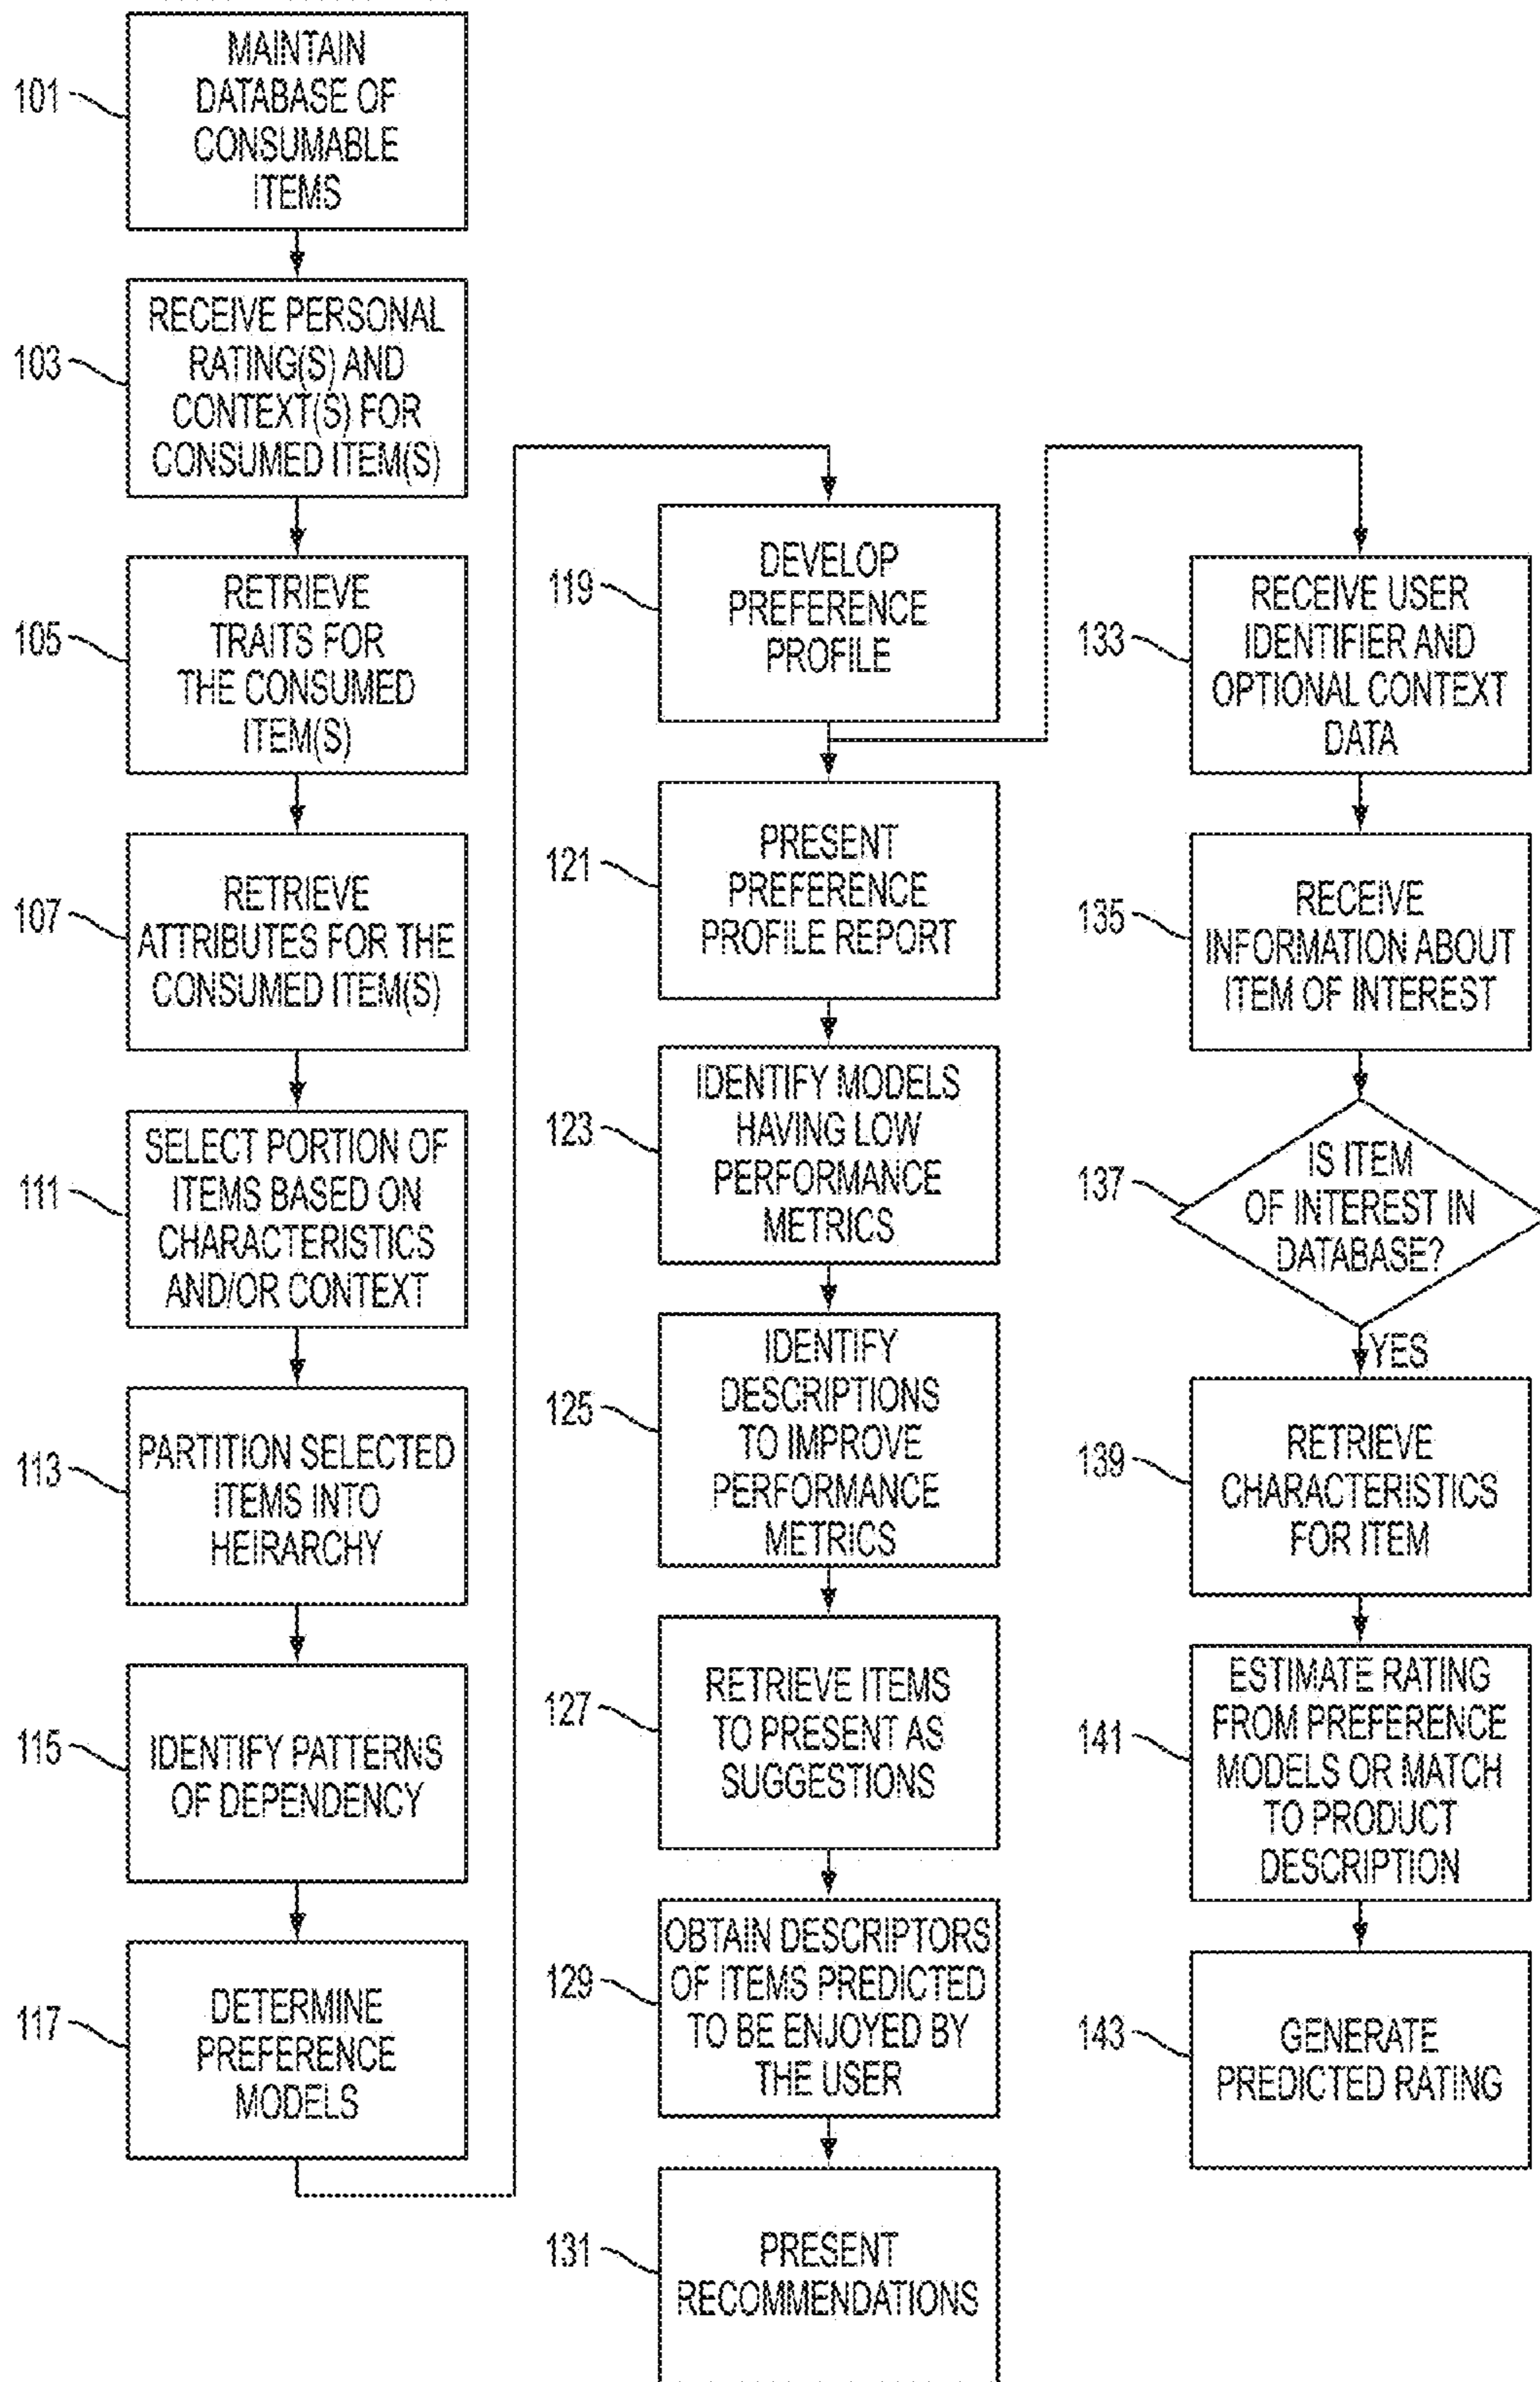 101
MAINTAIN
DATABASE OF
CONSUMABLE
ITEMS
103
RECEIVE PERSONAL
RATING(S) AND
CONTEXT(S) FOR
CONSUMED ITEM(S)
105
RETRIEVE
TRAITS FOR
THE CONSUMED
ITEM(S)
107
RETRIEVE
ATTRIBUTES FOR THE
CONSUMED ITEM(S)
111
SELECT PORTION OF
ITEMS BASED ON
CHARACTERISTICS
AND/OR CONTEXT
113
PARTITION SELECTED
ITEMS INTO
HEIRARCHY
115
IDENTIFY PATTERNS
OF DEPENDENCY
117
DETERMINE
PREFERENCE
MODELS
119
DEVELOP
PREFERENCE
PROFILE
121
PRESENT
PREFERENCE
PROFILE REPORT
123
IDENTIFY MODELS
HAVING LOW
PERFORMANCE
METRICS
125
IDENTIFY
DESCRIPTIONS
TO IMPROVE
PERFORMANCE
METRICS
127
RETRIEVE ITEMS
TO PRESENT AS
SUGGESTIONS
129
OBTAIN DESCRIPTORS
OF ITEMS PREDICTED
TO BE ENJOYED BY
THE USER
131
PRESENT
RECOMMENDATIONS
133
RECEIVE USER
IDENTIFIER AND
OPTIONAL CONTEXT
DATA
135
RECEIVE
INFORMATION ABOUT
ITEM OF INTEREST
137
IS ITEM
OF INTEREST IN
DATABASE?
YES
139
RETRIEVE
CHARACTERISTICS
FOR ITEM
141
ESTIMATE RATING
FROM PREFERENCE
MODELS OR MATCH
TO PRODUCT
DESCRIPTION
143
GENERATE
PREDICTED RATING